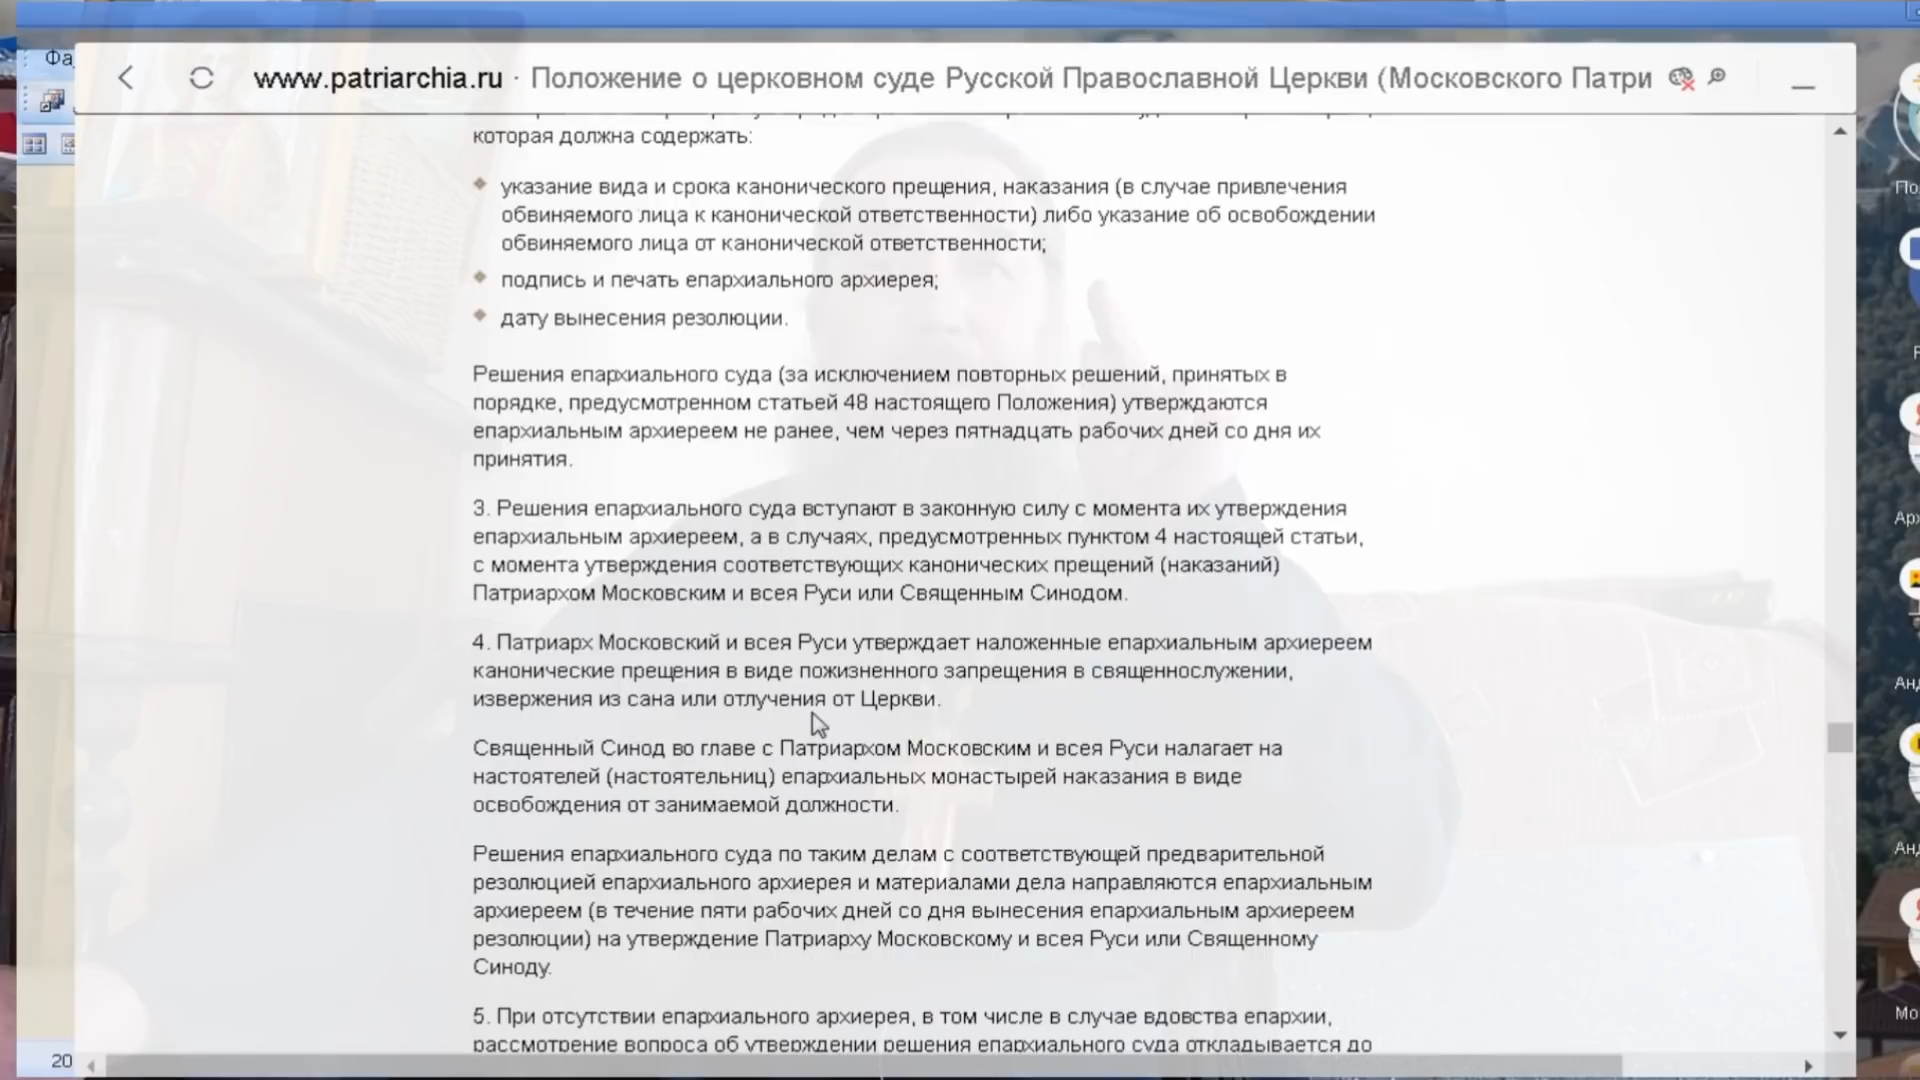 Фа
www.patriarchia.ru · Положение о церковном суде Русской Православной Церкви (Московского Патри
которая должна содержать:
указание вида и срока канонического прещения, наказания (в случае привлечения
обвиняемого лица к канонической ответственности) либо указание об освобождении
обвиняемого лица от канонической ответственности;
подпись и печать епархиального архиерея;
дату вынесения резолюции.
Решения епархиального суда (за исключением повторных решений, принятых в
порядке, предусмотренном статьей 48 настоящего Положения) утверждаются
епархиальным архиереем не ранее, чем через пятнадцать рабочих дней со дня их
принятия.
3. Решения епархиального суда вступают в законную силу с момента их утверждения
епархиальным архиереем, а в случаях, предусмотренных пунктом 4 настоящей статьи,
с момента утверждения соответствующих канонических прещений (наказаний)
Патриархом Московским и всея Руси или Священным Синодом.
4. Патриарх Московский и всея Руси утверждает наложенные епархиальным архиереем
канонические прещения в виде пожизненного запрещения в священнослужении,
извержения из сана или отлучения от Церкви.
Священный Синод во главе с Патриархом Московским и всея Руси налагает на
настоятелей (настоятельниц) епархиальных монастырей наказания в виде
освобождения от занимаемой должности.
Решения епархиального суда по таким делам с соответствующей предварительной
резолюцией епархиального архиерея и материалами дела направляются епархиальным
архиереем (в течение пяти рабочих дней со дня вынесения епархиальным архиереем
резолюции) на утверждение Патриарху Московскому и всея Руси или Священному
Синоду.
5. При отсутствии епархиального архиерея, в том числе в случае вдовства епархии,
рассмотрение вопроса об утверждении решения епархиального суда откладывается до
20
По
Арх
Анд
Анд
Мо